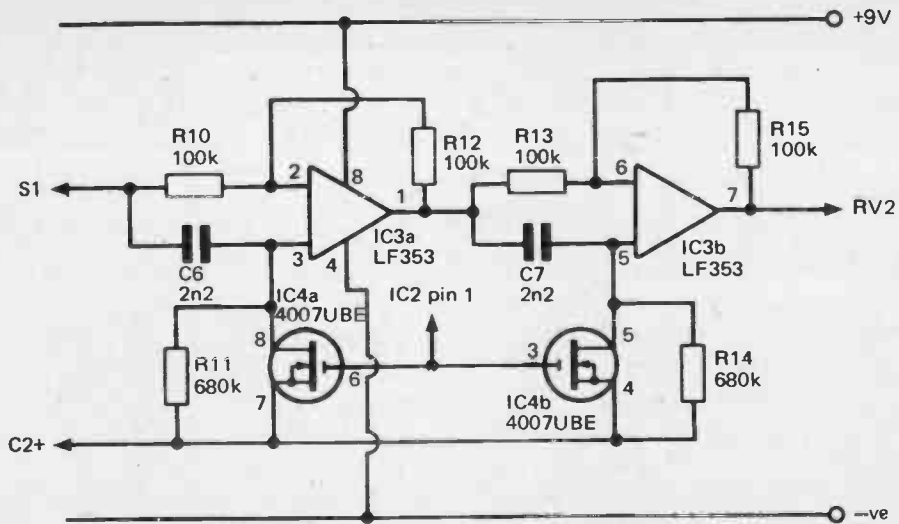 +9V
R10
100k
R12
100k
R13
100k
R15
100k
S1
2
8
1
6
7
RV2
IC3a
LF353
IC3b
LF353
3
4
5
C6
2n2
C7
2n2
IC4a
4007UBE
IC2 pin 1
8
R11
680k
6
7
3
5
R14
680k
4
IC4b
4007UBE
C2+
−ve